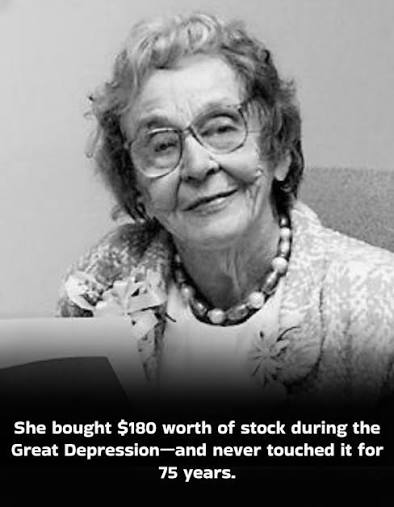 She bought $180 worth of stock during the
Great Depression—and never touched it for
75 years.